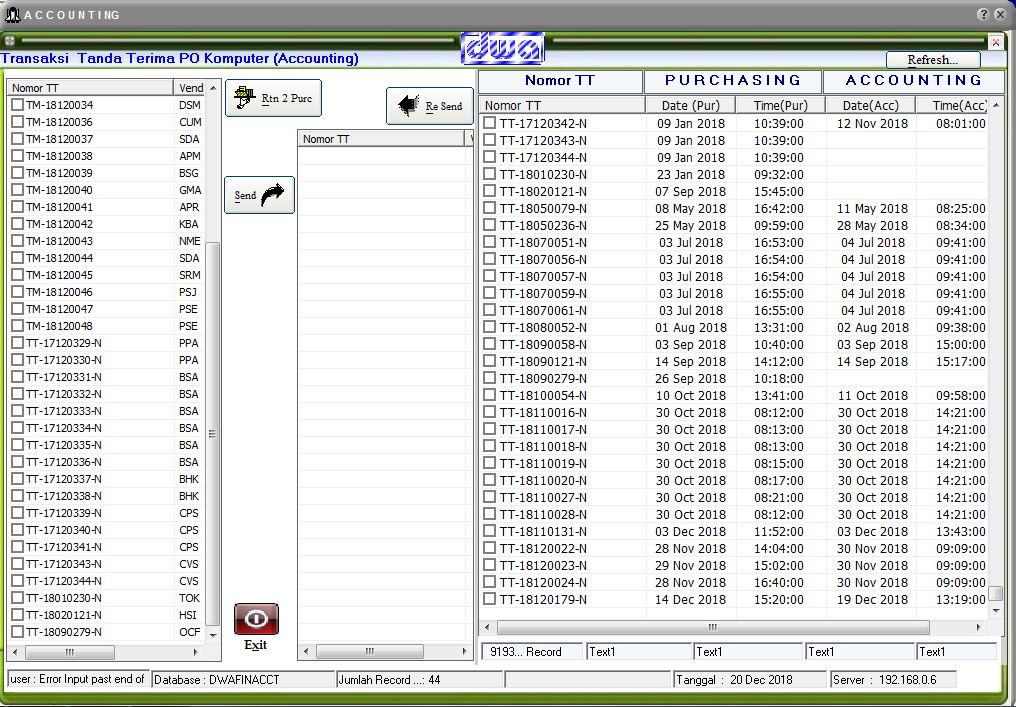 ACCOUNTING
dwa
Transaksi Tanda Terima PO Komputer (Accounting)
Refresh...
Nomor TT Vend
TM-18120034 DSM
TM-18120036 CUM
TM-18120037 SDA
TM-18120038 APM
TM-18120039 BSG
TM-18120040 GMA
TM-18120041 APR
TM-18120042 KBA
TM-18120043 NME
TM-18120044 SDA
TM-18120045 SRM
TM-18120046 PSJ
TM-18120047 PSE
TM-18120048 PSE
TT-17120329-N PPA
TT-17120330-N PPA
TT-17120331-N BSA
TT-17120332-N BSA
TT-17120333-N BSA
TT-17120334-N BSA
TT-17120335-N BSA
TT-17120336-N BSA
TT-17120337-N BHK
TT-17120338-N BHK
TT-17120339-N CPS
TT-17120340-N CPS
TT-17120341-N CPS
TT-17120343-N CVS
TT-17120344-N CVS
TT-18010230-N TOK
TT-18020121-N HSI
TT-18090279-N OCF
Rtn 2 Purc
Re Send
Send
Nomor TT
Exit
Nomor TT PURCHASING ACCOUNTING
Nomor TT Date (Pur) Time(Pur) Date(Acc) Time(Acc)
TT-17120342-N 09 Jan 2018 10:39:00 12 Nov 2018 08:01:00
TT-17120343-N 09 Jan 2018 10:39:00
TT-17120344-N 09 Jan 2018 10:39:00
TT-18010230-N 23 Jan 2018 09:32:00
TT-18020121-N 07 Sep 2018 15:45:00
TT-18050079-N 08 May 2018 16:42:00 11 May 2018 08:25:00
TT-18050236-N 25 May 2018 09:59:00 28 May 2018 08:34:00
TT-18070051-N 03 Jul 2018 16:53:00 04 Jul 2018 09:41:00
TT-18070056-N 03 Jul 2018 16:54:00 04 Jul 2018 09:41:00
TT-18070057-N 03 Jul 2018 16:54:00 04 Jul 2018 09:41:00
TT-18070059-N 03 Jul 2018 16:55:00 04 Jul 2018 09:41:00
TT-18070061-N 03 Jul 2018 16:55:00 04 Jul 2018 09:41:00
TT-18080052-N 01 Aug 2018 13:31:00 02 Aug 2018 09:38:00
TT-18090058-N 03 Sep 2018 10:40:00 03 Sep 2018 15:00:00
TT-18090121-N 14 Sep 2018 14:12:00 14 Sep 2018 15:17:00
TT-18090279-N 26 Sep 2018 10:18:00
TT-18100054-N 10 Oct 2018 13:41:00 11 Oct 2018 09:58:00
TT-18110016-N 30 Oct 2018 08:12:00 30 Oct 2018 14:21:00
TT-18110017-N 30 Oct 2018 08:13:00 30 Oct 2018 14:21:00
TT-18110018-N 30 Oct 2018 08:13:00 30 Oct 2018 14:21:00
TT-18110019-N 30 Oct 2018 08:15:00 30 Oct 2018 14:21:00
TT-18110020-N 30 Oct 2018 08:17:00 30 Oct 2018 14:21:00
TT-18110027-N 30 Oct 2018 08:21:00 30 Oct 2018 14:21:00
TT-18110028-N 30 Oct 2018 08:12:00 30 Oct 2018 14:21:00
TT-18110131-N 03 Dec 2018 11:52:00 03 Dec 2018 13:43:00
TT-18120022-N 28 Nov 2018 14:04:00 30 Nov 2018 09:09:00
TT-18120023-N 29 Nov 2018 15:02:00 30 Nov 2018 09:09:00
TT-18120024-N 28 Nov 2018 16:40:00 30 Nov 2018 09:09:00
TT-18120179-N 14 Dec 2018 15:20:00 19 Dec 2018 13:19:00
9193... Record Text1 Text1 Text1 Text1
user : Error Input past end of Database : DWAFINACCT Jumlah Record ...: 44 Tanggal : 20 Dec 2018 Server : 192.168.0.6